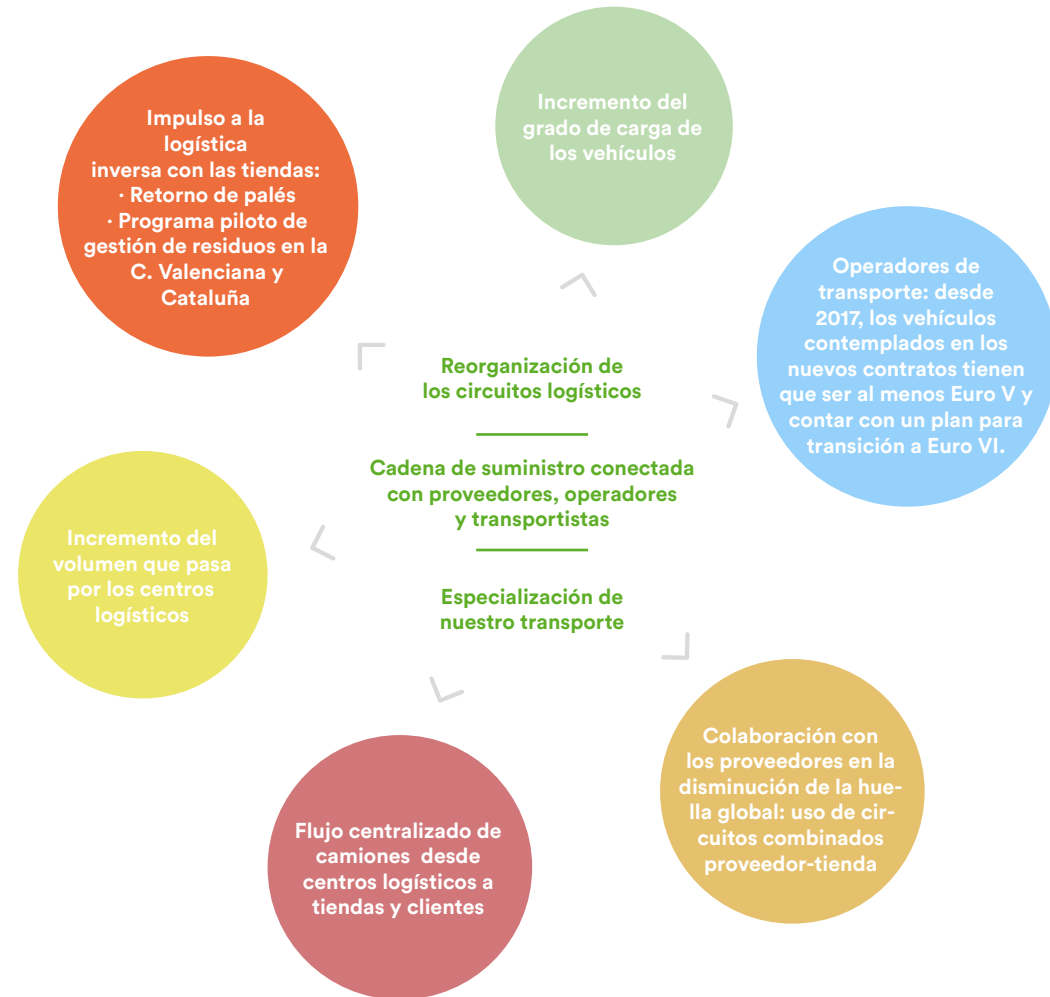 Impulso a la
logística
inversa con las tiendas:
· Retorno de palés
· Programa piloto de
gestión de residuos en la
C. Valenciana y
Cataluña
Incremento del
grado de carga de
los vehículos
Operadores de
transporte: desde
2017, los vehículos
contemplados en los
nuevos contratos tienen
que ser al menos Euro V y
contar con un plan para
transición a Euro VI.
Reorganización de
los circuitos logísticos
Cadena de suministro conectada
con proveedores, operadores
y transportistas
Especialización de
nuestro transporte
Incremento del
volumen que pasa
por los centros
logísticos
Flujo centralizado de
camiones desde
centros logísticos a
tiendas y clientes
Colaboración con
los proveedores en la
disminución de la hue-
lla global: uso de cir-
cuitos combinados
proveedor-tienda